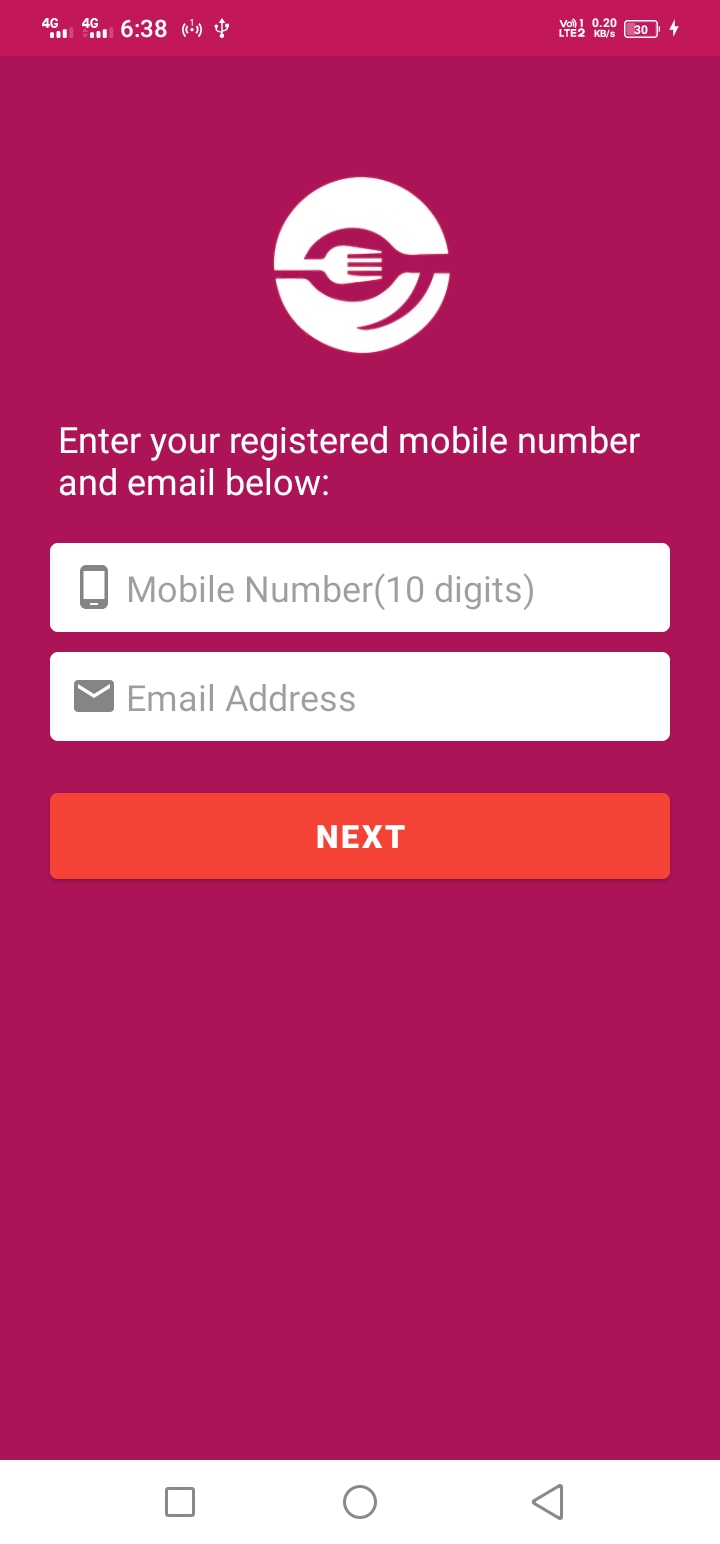 4G 4G 6:38 1 Vo)) 1 LTE2 0.20 KB/s 30
Enter your registered mobile number
and email below:
Mobile Number(10 digits)
Email Address
NEXT